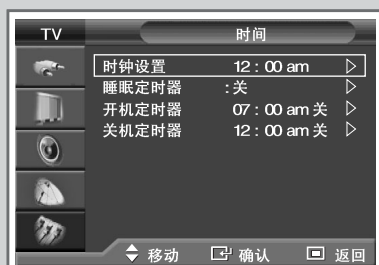 TV 时间
时钟设置 12 : 00 am
睡眠定时器 :关
开机定时器 07 : 00 am 关
关机定时器 12 : 00 am 关
移动 确认 返回